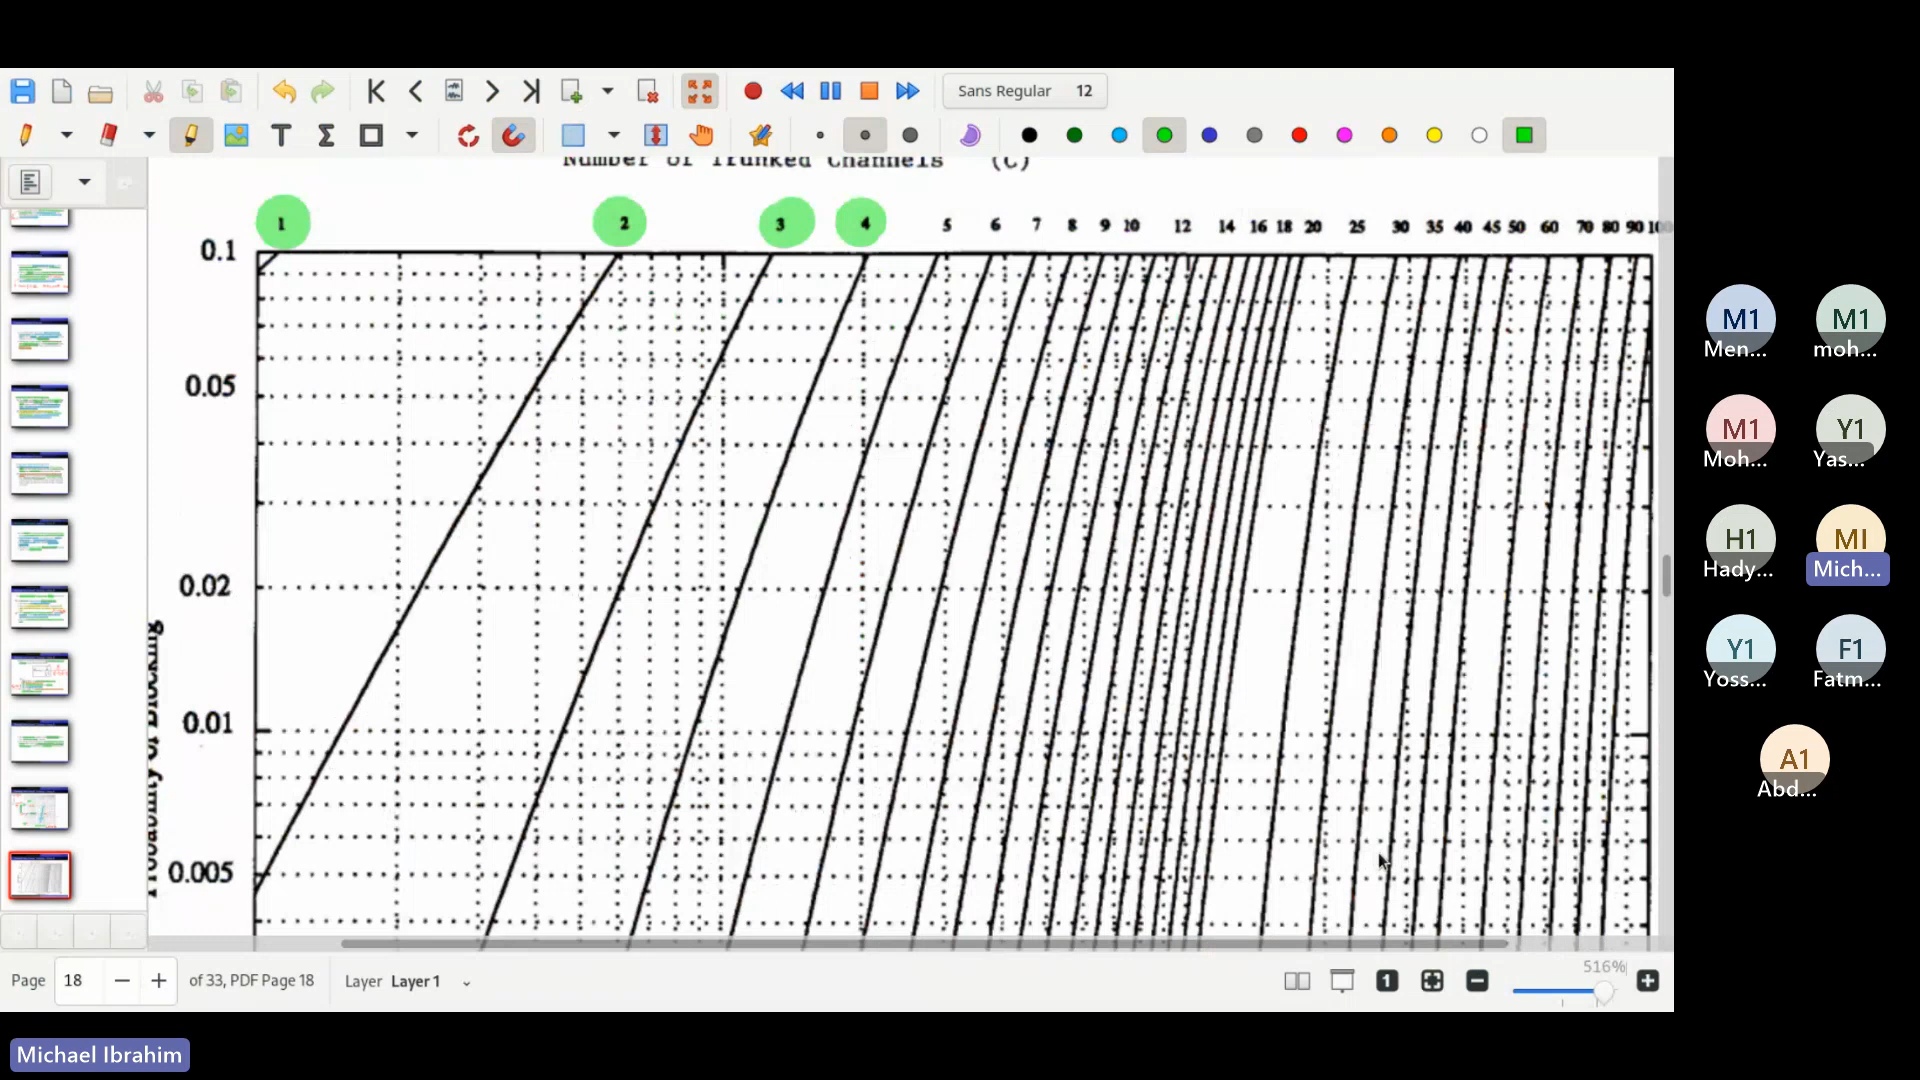 Sans Regular 12
Number of Trunked Channels (C)
1 2 3 4 5 6 7 8 9 10 12 14 16 18 20 25 30 35 40 45 50 60 70 80 90 100
0.1
0.05
0.02
0.01
0.005
Probability of Blocking
M1 M1
Men... moh...
M1 Y1
Moh... Yas...
H1 MI
Hady... Mich...
Y1 F1
Yoss... Fatm...
A1
Abd...
Page 18 of 33, PDF Page 18 Layer Layer 1
516%
Michael Ibrahim